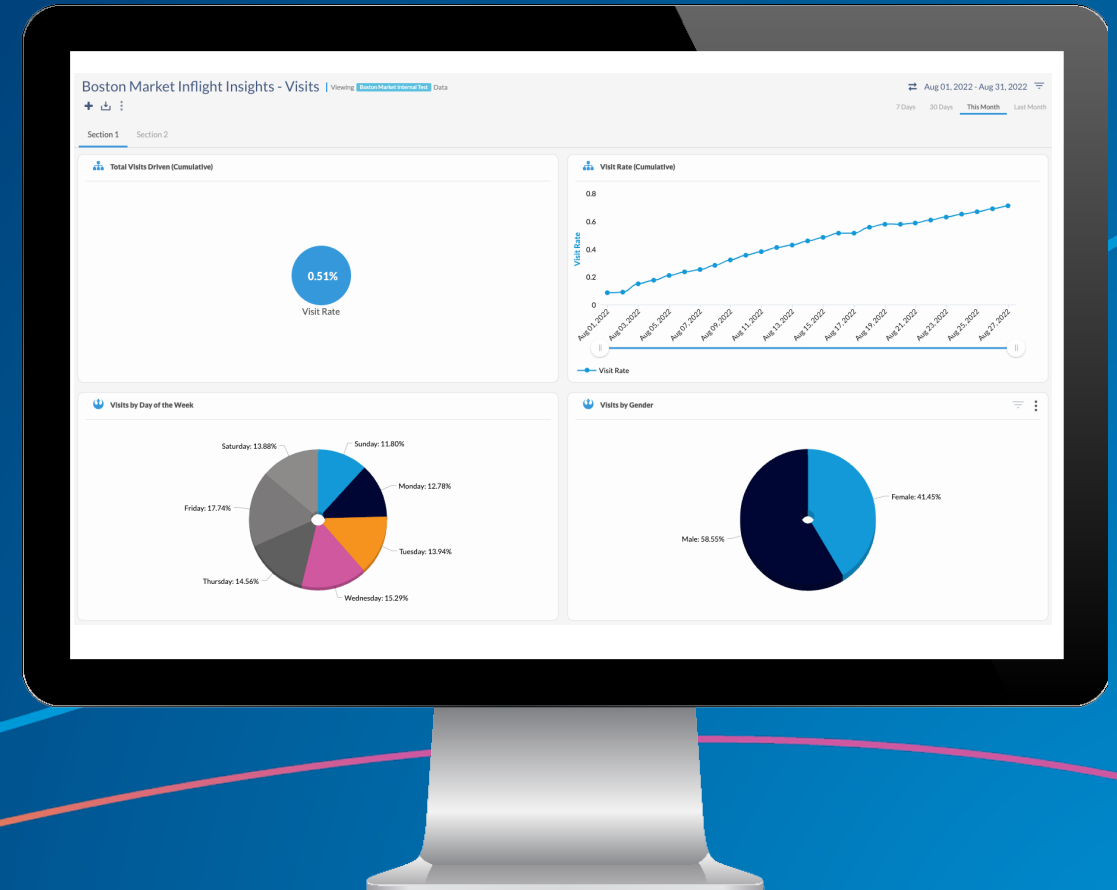 Boston Market Inflight Insights - Visits | Viewing Boston Market Internal Test Data
Aug 01, 2022 - Aug 31, 2022
7 Days 30 Days This Month Last Month
Section 1 Section 2
Total Visits Driven (Cumulative)
0.51%
Visit Rate
Visit Rate (Cumulative)
Visit Rate
0.8
0.6
0.4
0.2
0
Aug 01, 2022
Aug 03, 2022
Aug 05, 2022
Aug 07, 2022
Aug 09, 2022
Aug 11, 2022
Aug 13, 2022
Aug 15, 2022
Aug 17, 2022
Aug 19, 2022
Aug 21, 2022
Aug 23, 2022
Aug 25, 2022
Aug 27, 2022
Visit Rate
Visits by Day of the Week
Saturday: 13.88%
Sunday: 11.80%
Monday: 12.78%
Friday: 17.74%
Tuesday: 13.94%
Thursday: 14.56%
Wednesday: 15.29%
Visits by Gender
Female: 41.45%
Male: 58.55%